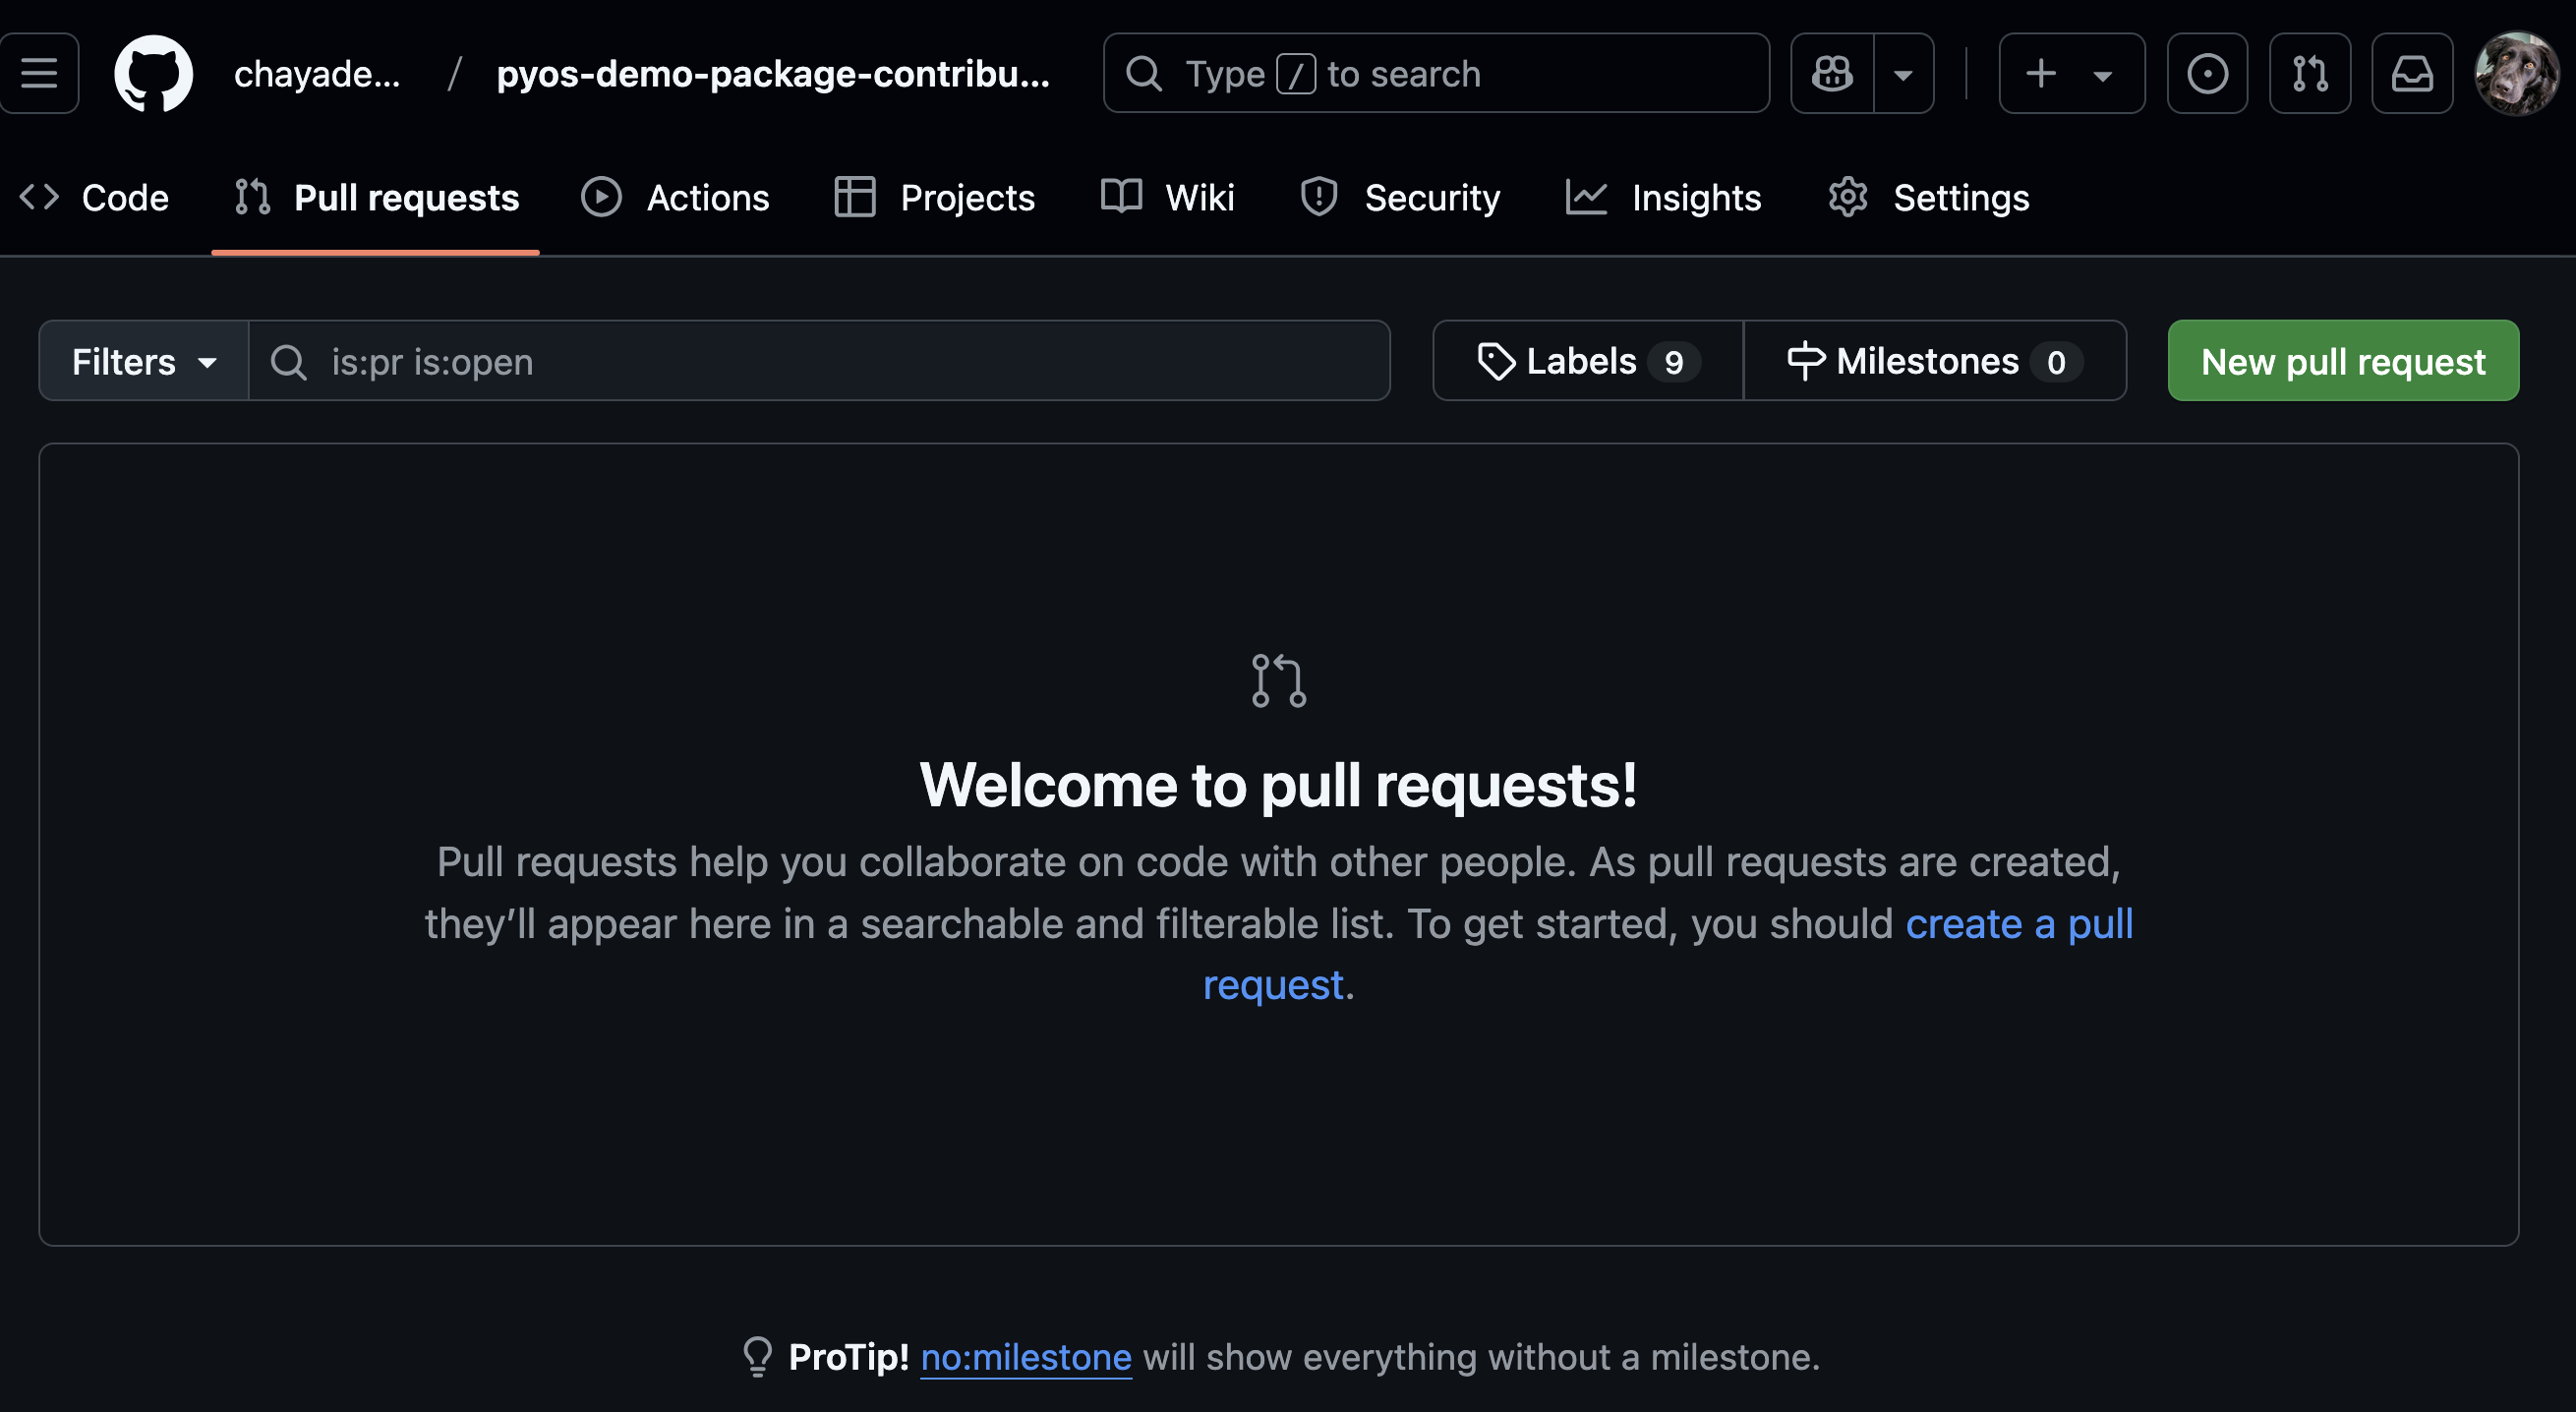 chayade... / pyos-demo-package-contribu... Type / to search
Code Pull requests Actions Projects Wiki Security Insights Settings
Filters is:pr is:open Labels 9 Milestones 0 New pull request
Welcome to pull requests!
Pull requests help you collaborate on code with other people. As pull requests are created,
they’ll appear here in a searchable and filterable list. To get started, you should create a pull
request.
ProTip! no:milestone will show everything without a milestone.